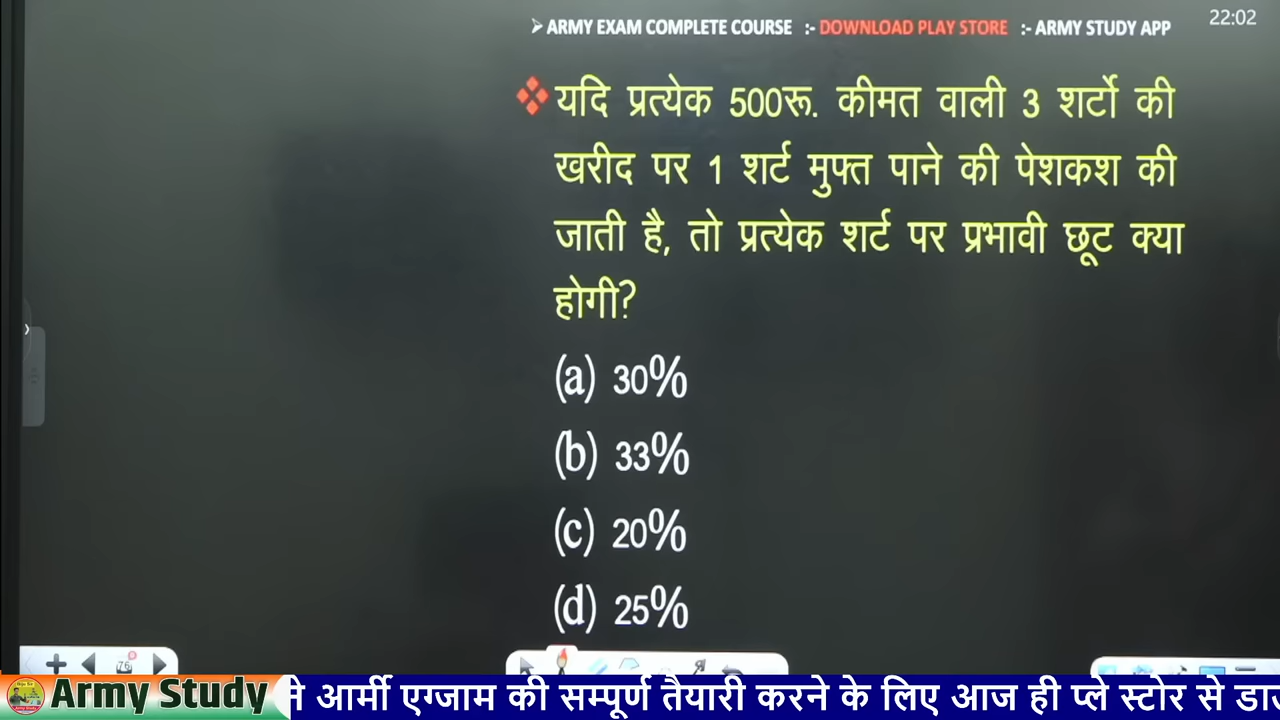 ➢ ARMY EXAM COMPLETE COURSE :- DOWNLOAD PLAY STORE :- ARMY STUDY APP
22:02
❖ यदि प्रत्येक 500रू. कीमत वाली 3 शर्टो की
खरीद पर 1 शर्ट मुफ्त पाने की पेशकश की
जाती है, तो प्रत्येक शर्ट पर प्रभावी छूट क्या
होगी?
(a) 30%
(b) 33%
(c) 20%
(d) 25%
76
Army Study
आर्मी एग्जाम की सम्पूर्ण तैयारी करने के लिए आज ही प्ले स्टोर से